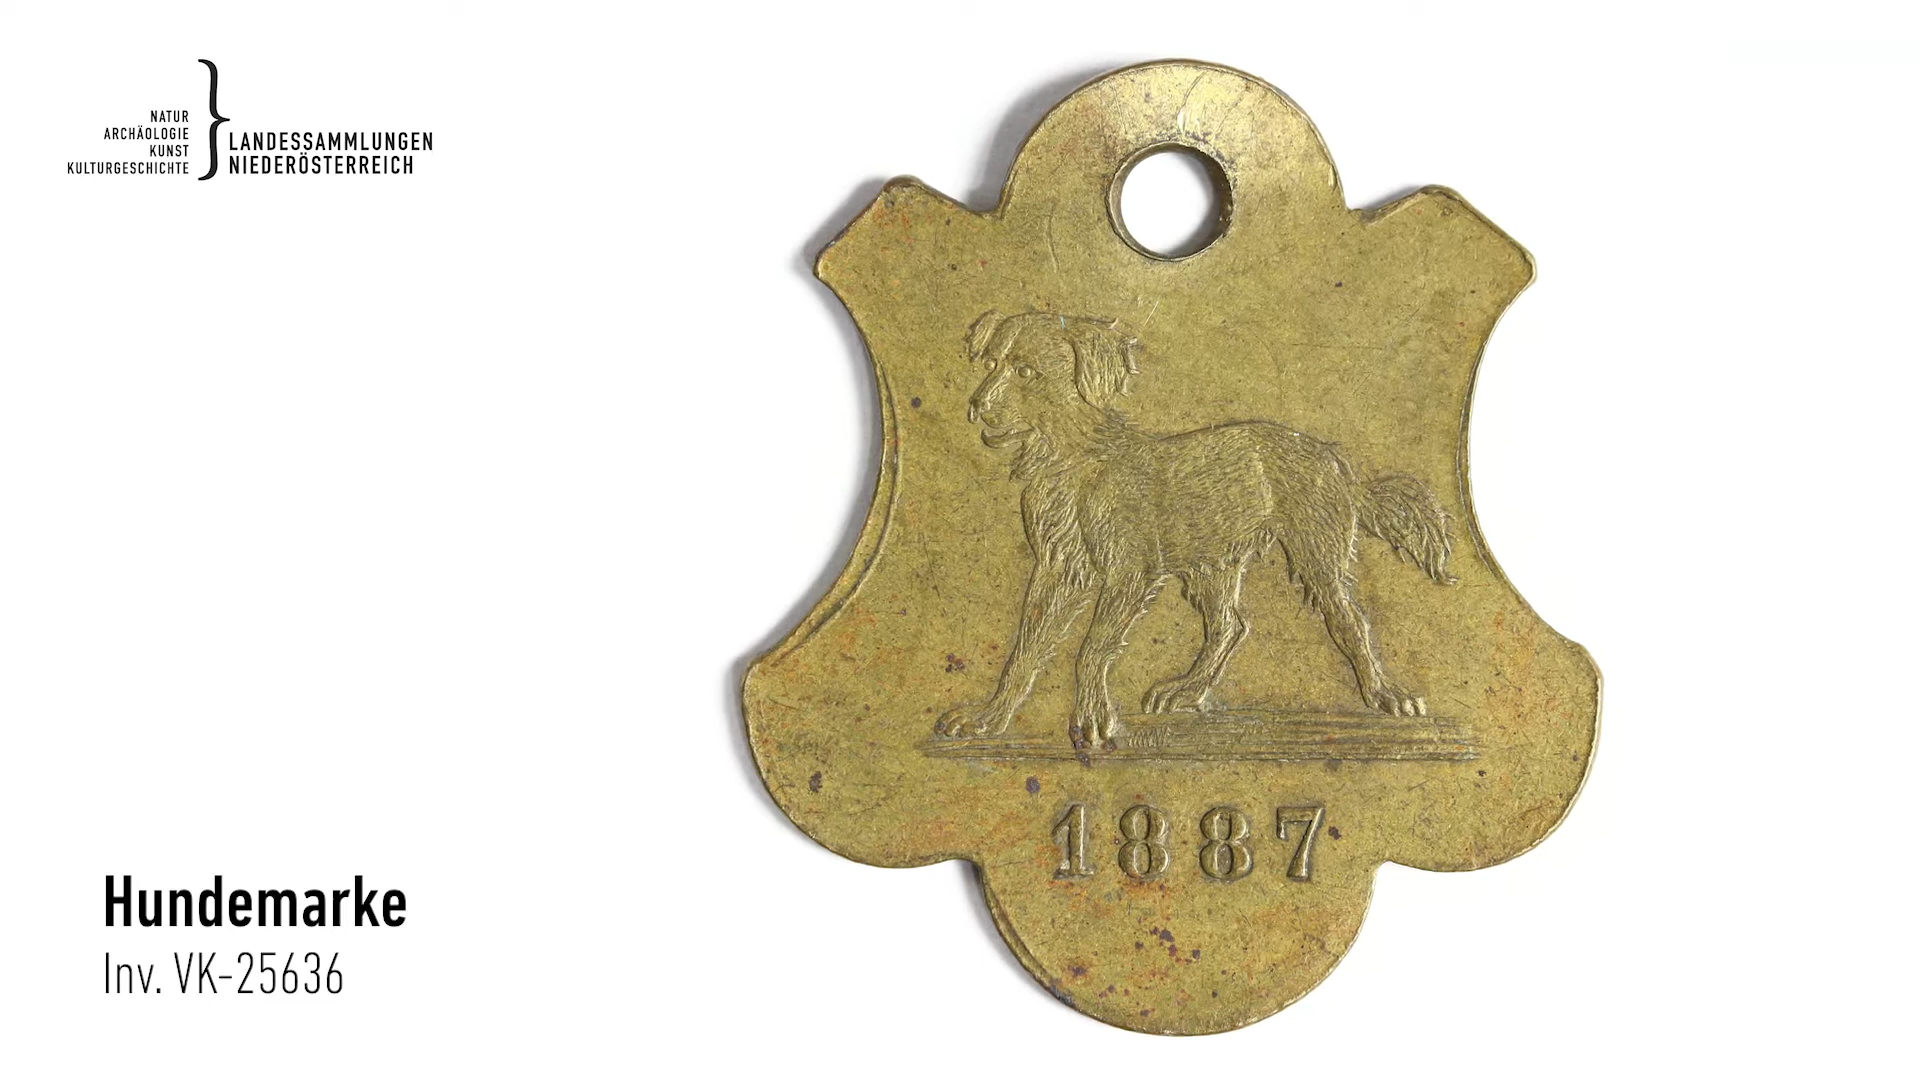 NATUR
ARCHÄOLOGIE
KUNST
KULTURGESCHICHTE
LANDESSAMMLUNGEN
NIEDERÖSTERREICH
1887
Hundemarke
Inv. VK-25636